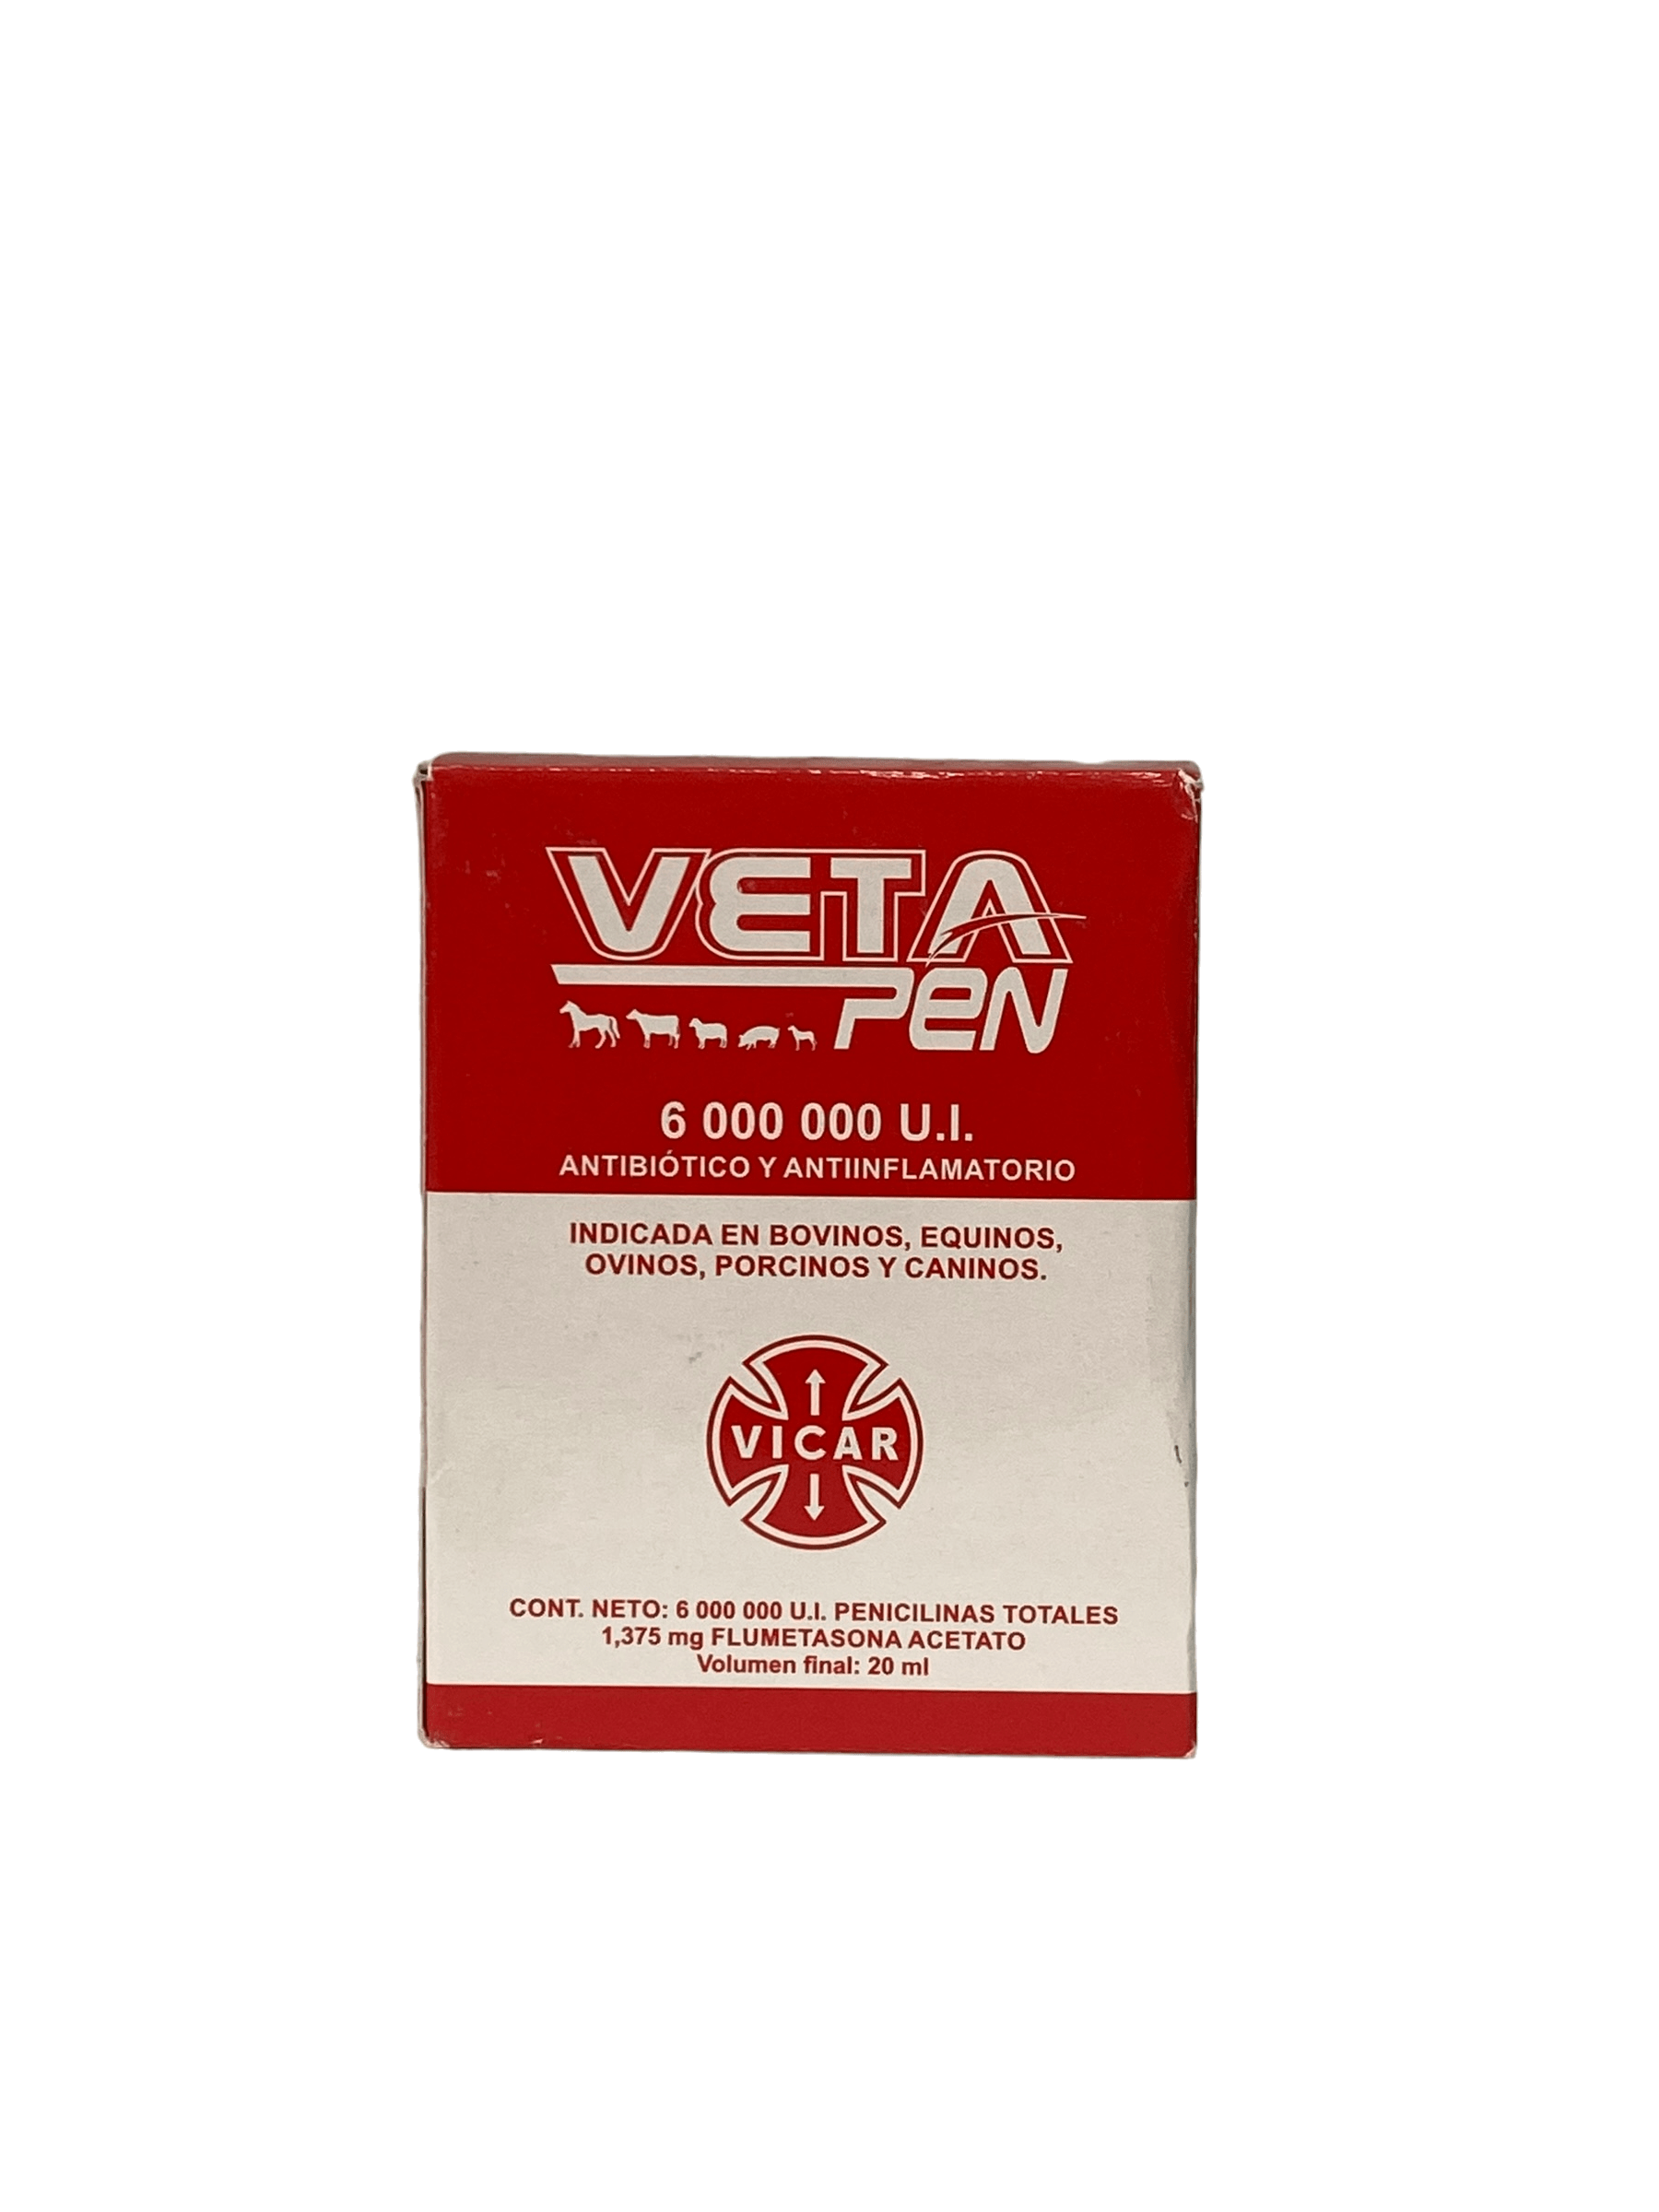 VETA
PEN
6 000 000 U.I.
ANTIBIÓTICO Y ANTIINFLAMATORIO
INDICADA EN BOVINOS, EQUINOS,
OVINOS, PORCINOS Y CANINOS.
VICAR
CONT. NETO: 6 000 000 U.I. PENICILINAS TOTALES
1,375 mg FLUMETASONA ACETATO
Volumen final: 20 ml